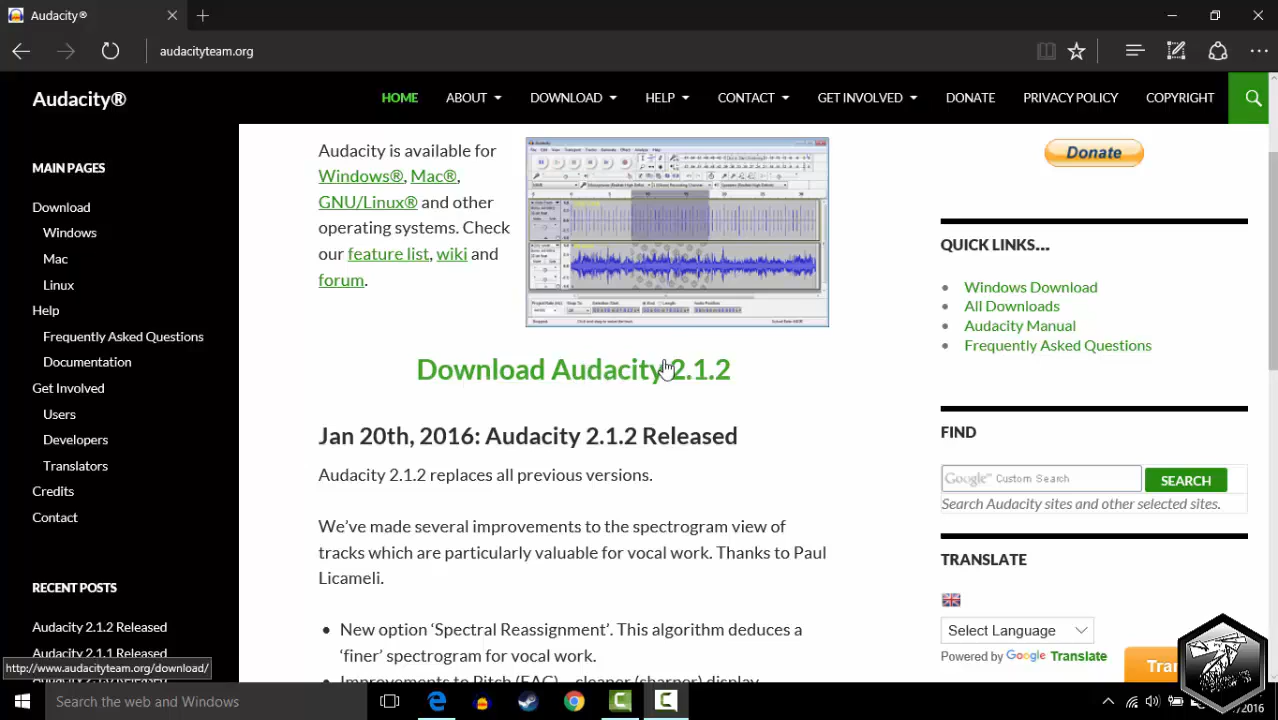 Audacity®
audacityteam.org
Audacity®
HOME
ABOUT
DOWNLOAD
HELP
CONTACT
GET INVOLVED
DONATE
PRIVACY POLICY
COPYRIGHT
MAIN PAGES
Download
Windows
Mac
Linux
Help
Frequently Asked Questions
Documentation
Get Involved
Users
Developers
Translators
Credits
Contact
RECENT POSTS
Audacity 2.1.2 Released
Audacity 2.1.1 Released
http://www.audacityteam.org/download/
Audacity is available for
Windows®, Mac®,
GNU/Linux® and other
operating systems. Check
our feature list, wiki and
forum.
Download Audacity 2.1.2
Jan 20th, 2016: Audacity 2.1.2 Released
Audacity 2.1.2 replaces all previous versions.
We've made several improvements to the spectrogram view of
tracks which are particularly valuable for vocal work. Thanks to Paul
Licameli.
New option ‘Spectral Reassignment’. This algorithm deduces a
‘finer’ spectrogram for vocal work.
Improvements to Pitch (EAC) – cleaner (sharper) display
Donate
QUICK LINKS…
Windows Download
All Downloads
Audacity Manual
Frequently Asked Questions
FIND
Google™ Custom Search
SEARCH
Search Audacity sites and other selected sites.
TRANSLATE
Select Language
Powered by Google Translate
Search the web and Windows